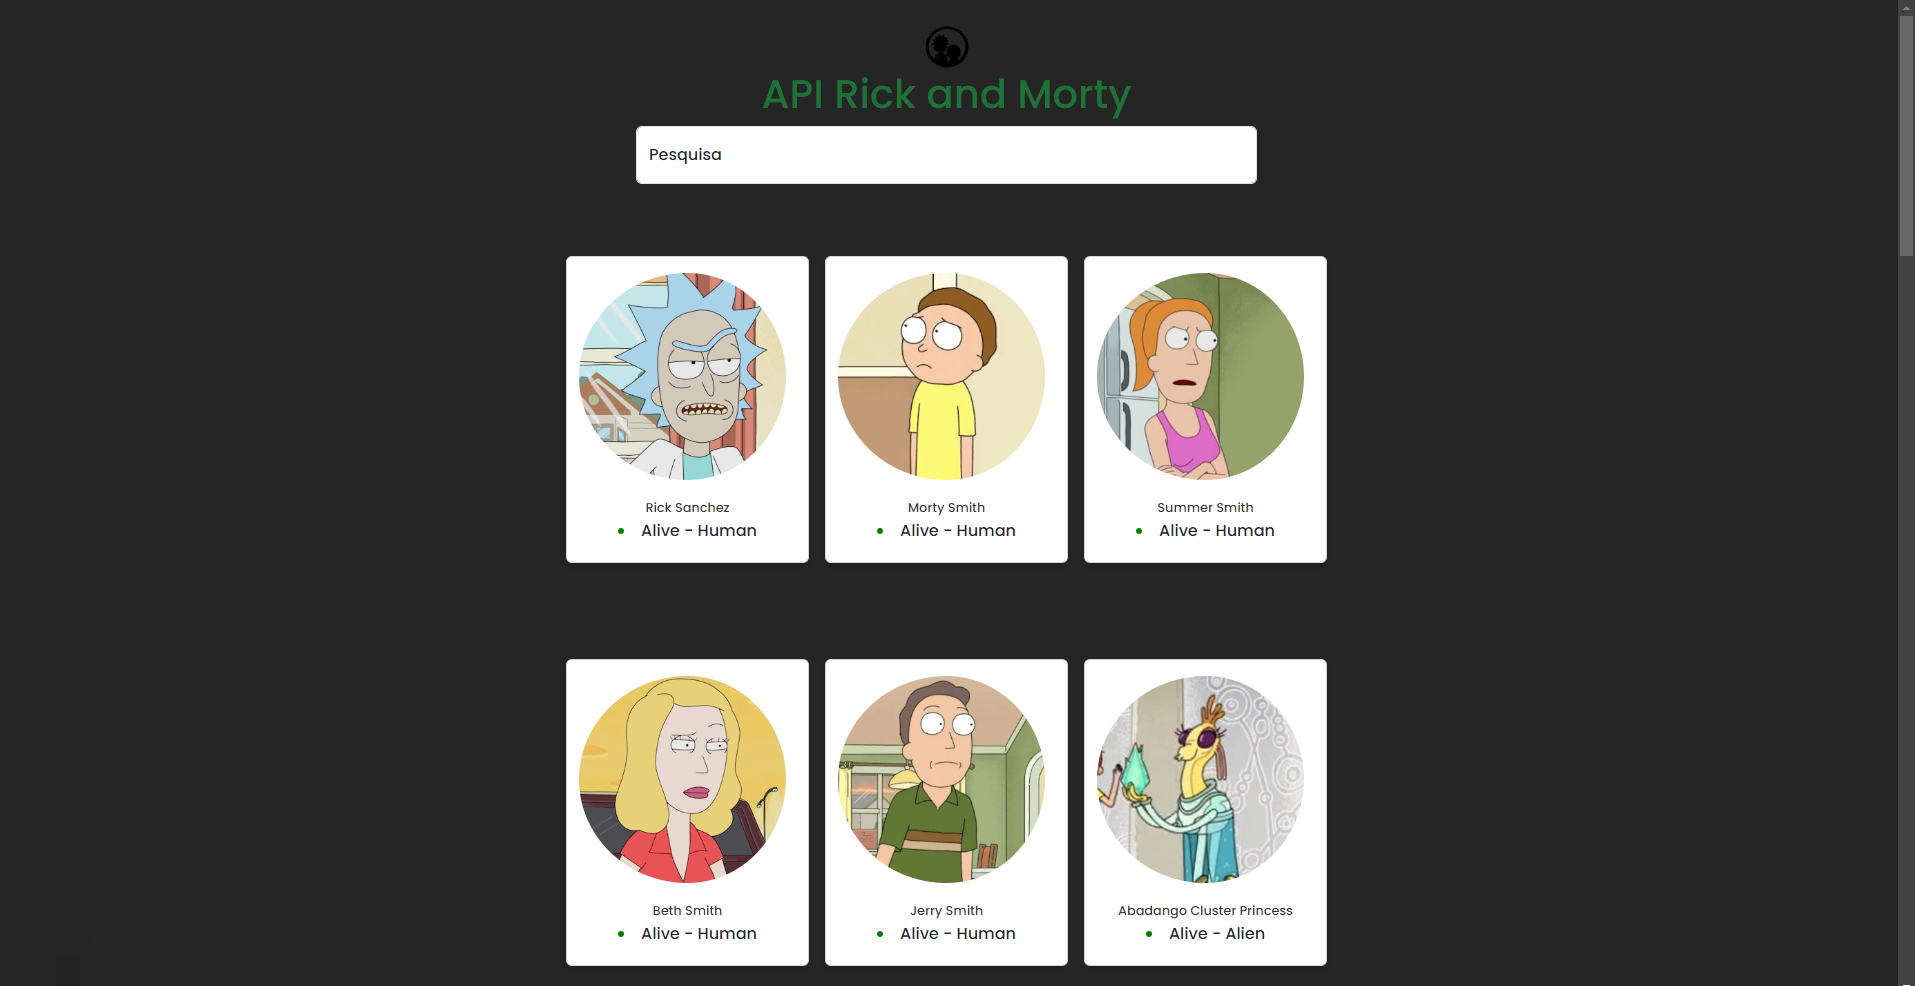 API Rick and Morty
Pesquisa
Rick Sanchez
Alive - Human
Morty Smith
Alive - Human
Summer Smith
Alive - Human
Beth Smith
Alive - Human
Jerry Smith
Alive - Human
Abadango Cluster Princess
Alive - Alien